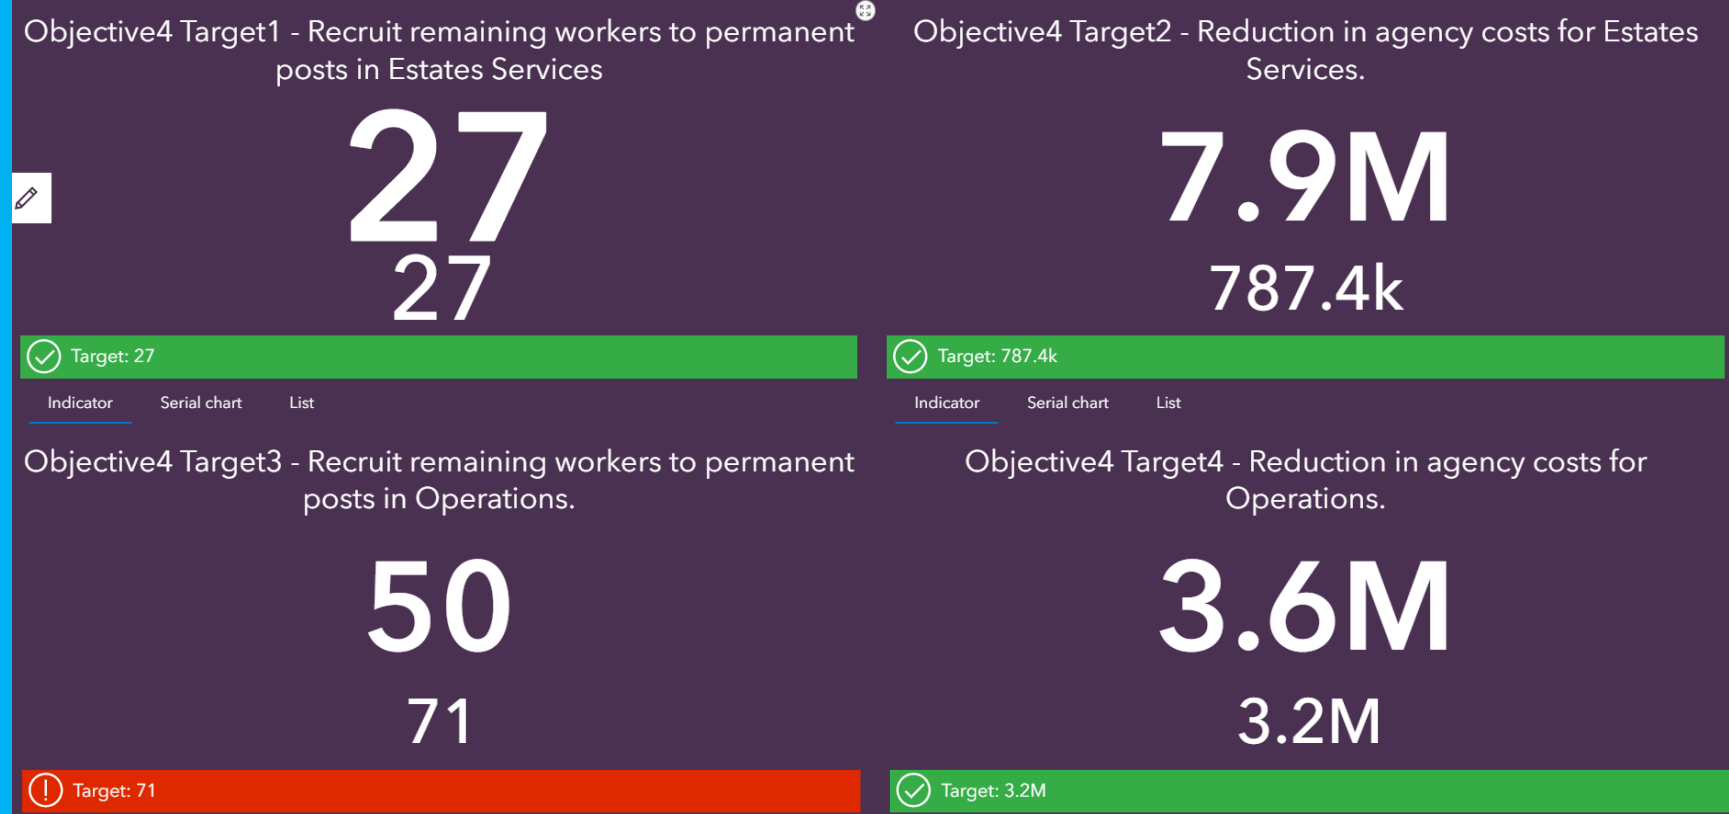 Objective4 Target1 - Recruit remaining workers to permanent
posts in Estates Services
27
27
Target: 27
Indicator Serial chart List
Objective4 Target2 - Reduction in agency costs for Estates
Services.
7.9M
787.4k
Target: 787.4k
Indicator Serial chart List
Objective4 Target3 - Recruit remaining workers to permanent
posts in Operations.
50
71
Target: 71
Objective4 Target4 - Reduction in agency costs for
Operations.
3.6M
3.2M
Target: 3.2M